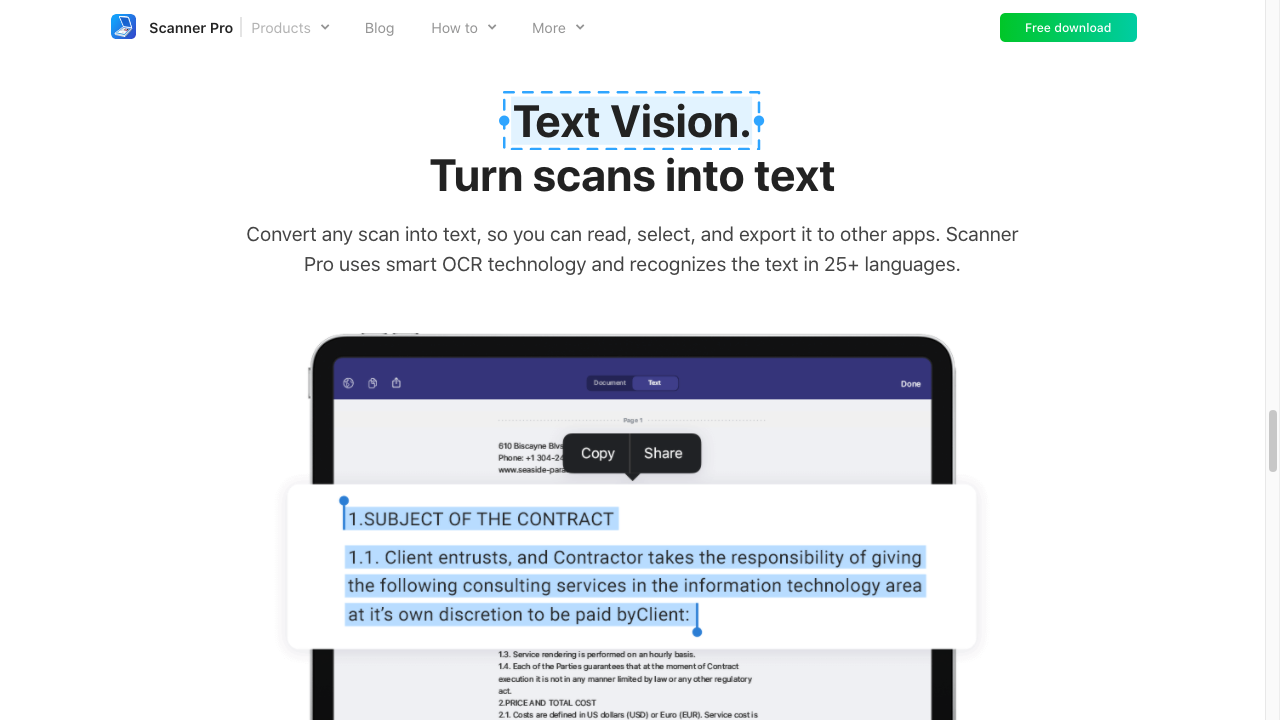 Scanner Pro
Products
Blog
How to
More
Free download
Text Vision.
Turn scans into text
Convert any scan into text, so you can read, select, and export it to other apps. Scanner
Pro uses smart OCR technology and recognizes the text in 25+ languages.
Document
Text
Done
Page 1
610 Biscayne Blvs
Phone: +1 304-24
www.seaside-para
Copy
Share
1.SUBJECT OF THE CONTRACT
1.1. Client entrusts, and Contractor takes the responsibility of giving
the following consulting services in the information technology area
at it’s own discretion to be paid byClient:
1.3. Service rendering is performed on an hourly basis.
1.4. Each of the Parties guarantees that at the moment of Contract
execution it is not in any manner limited by law or any other regulatory
act.
2.PRICE AND TOTAL COST
2.1. Costs are defined in US dollars (USD) or Euro (EUR). Service cost is